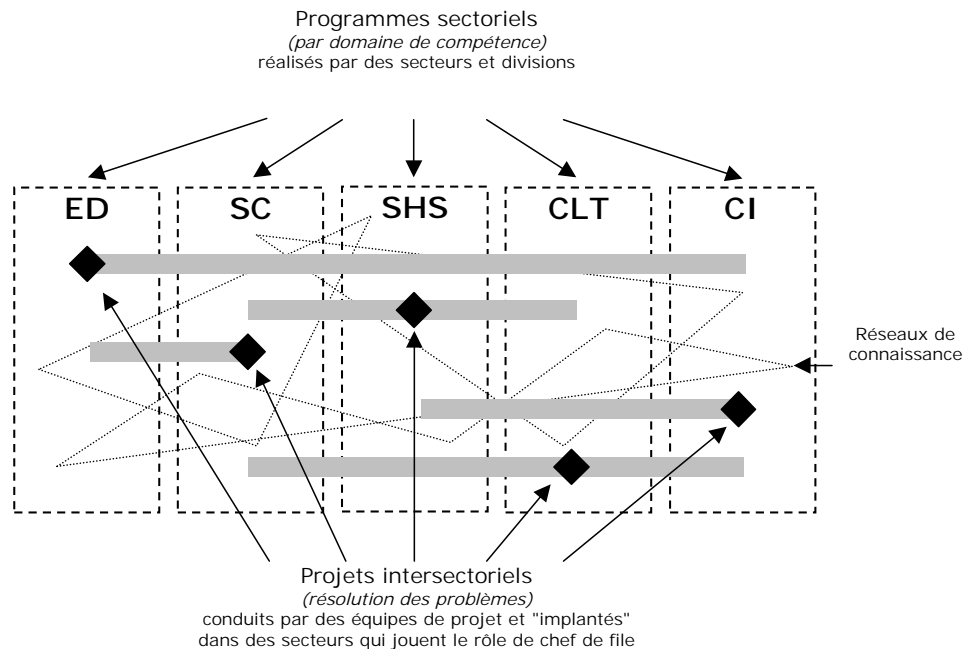 Programmes sectoriels
(par domaine de compétence)
réalisés par des secteurs et divisions
ED SC SHS CLT CI
Réseaux de
connaissance
Projets intersectoriels
(résolution des problèmes)
conduits par des équipes de projet et "implantés"
dans des secteurs qui jouent le rôle de chef de file